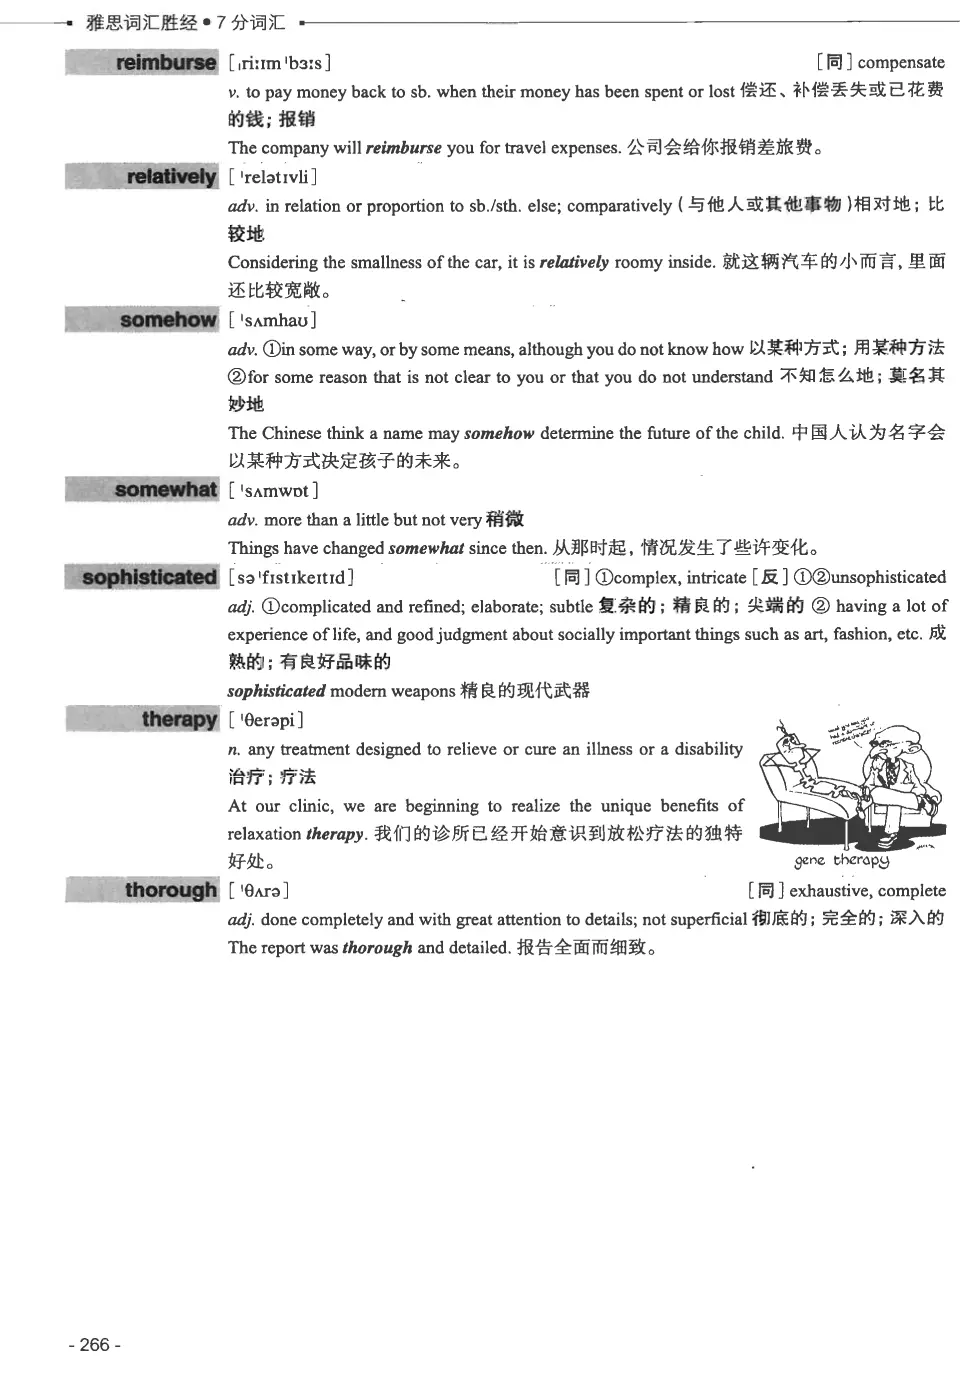 雅思词汇胜经•7分词汇
reimburse [ˌriːɪmˈbɜːs] [同] compensate
v. to pay money back to sb. when their money has been spent or lost 偿还、补偿丢失或已花费
的钱；报销
The company will reimburse you for travel expenses. 公司会给你报销差旅费。
relatively [ˈrelətɪvli]
adv. in relation or proportion to sb./sth. else; comparatively (与他人或其他事物)相对地；比
较地
Considering the smallness of the car, it is relatively roomy inside. 就这辆汽车的小而言, 里面
还比较宽敞。
somehow [ˈsʌmhaʊ]
adv. ①in some way, or by some means, although you do not know how 以某种方式；用某种方法
②for some reason that is not clear to you or that you do not understand 不知怎么地；莫名其
妙地
The Chinese think a name may somehow determine the future of the child. 中国人认为名字会
以某种方式决定孩子的未来。
somewhat [ˈsʌmwɒt]
adv. more than a little but not very 稍微
Things have changed somewhat since then. 从那时起, 情况发生了些许变化。
sophisticated [səˈfɪstɪkeɪtɪd] [同] ①complex, intricate [反] ①②unsophisticated
adj. ①complicated and refined; elaborate; subtle 复杂的；精良的；尖端的 ② having a lot of
experience of life, and good judgment about socially important things such as art, fashion, etc. 成
熟的；有良好品味的
sophisticated modern weapons 精良的现代武器
therapy [ˈθerəpi]
n. any treatment designed to relieve or cure an illness or a disability
治疗；疗法
At our clinic, we are beginning to realize the unique benefits of
relaxation therapy. 我们的诊所已经开始意识到放松疗法的独特
好处。
gene therapy
thorough [ˈθʌrə] [同] exhaustive, complete
adj. done completely and with great attention to details; not superficial 彻底的；完全的；深入的
The report was thorough and detailed. 报告全面而细致。
- 266 -